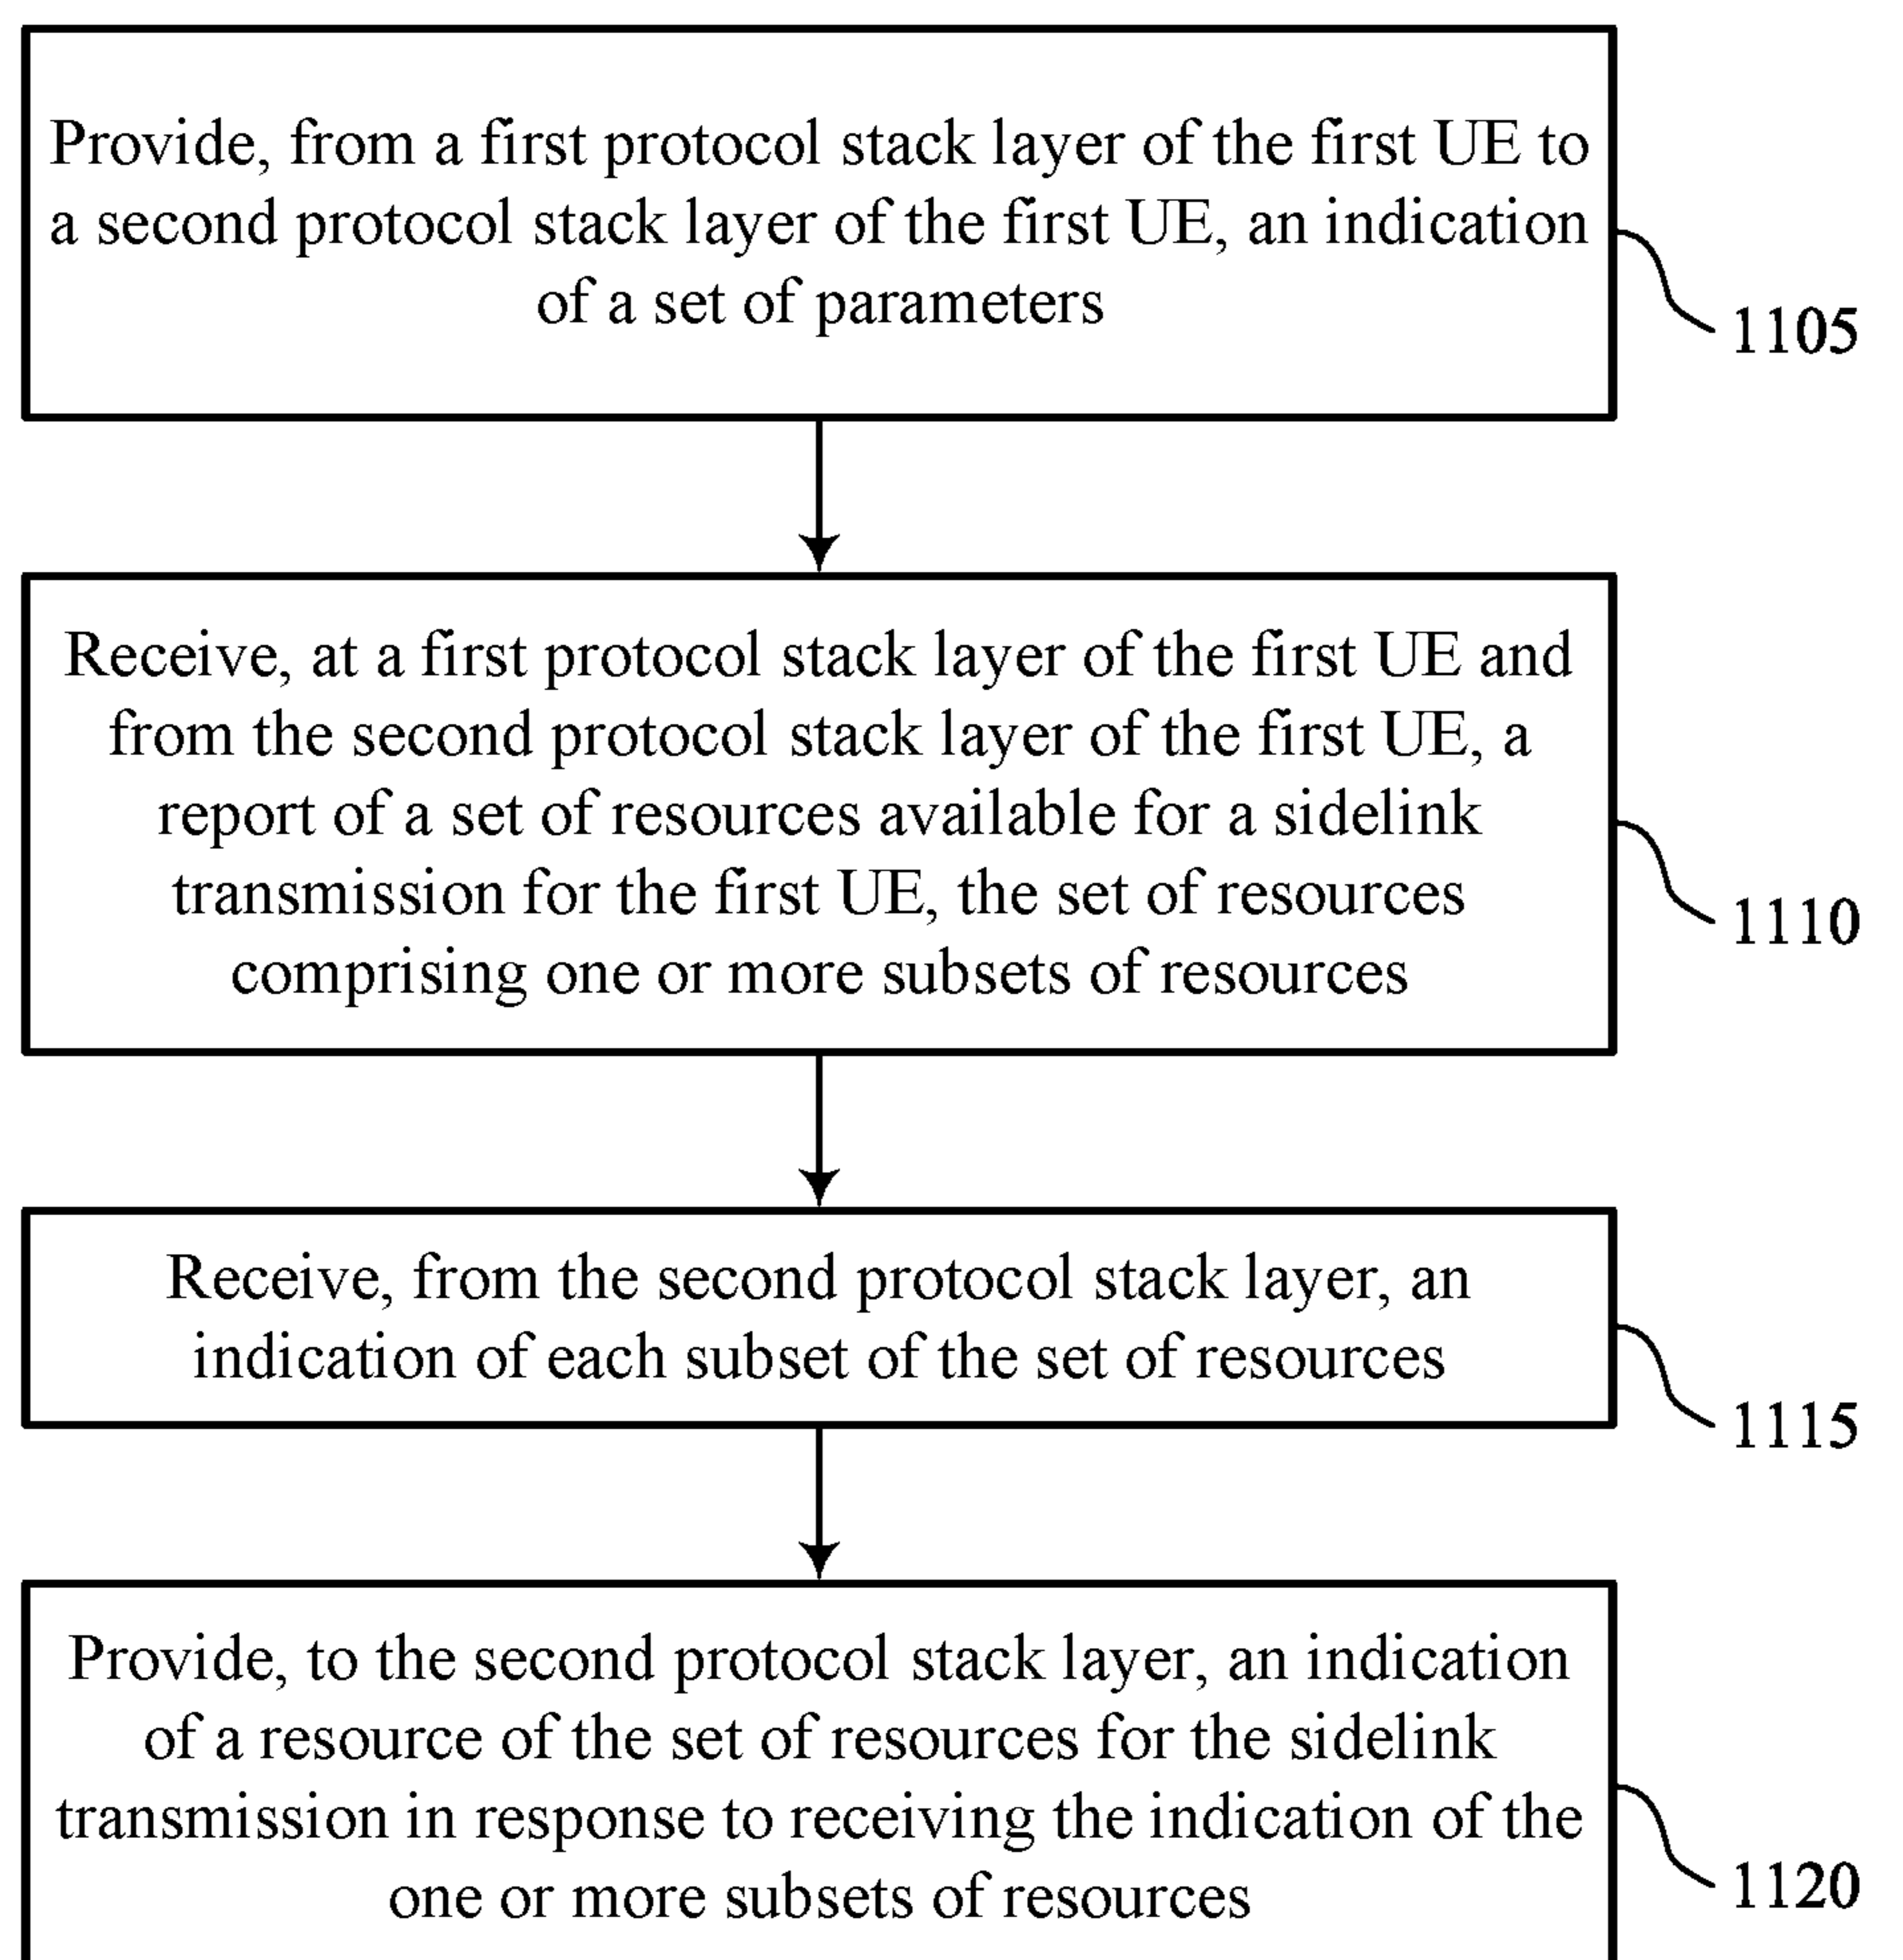 Provide, from a first protocol stack layer of the first UE to
a second protocol stack layer of the first UE, an indication
of a set of parameters
1105
Receive, at a first protocol stack layer of the first UE and
from the second protocol stack layer of the first UE, a
report of a set of resources available for a sidelink
transmission for the first UE, the set of resources
comprising one or more subsets of resources
1110
Receive, from the second protocol stack layer, an
indication of each subset of the set of resources
1115
Provide, to the second protocol stack layer, an indication
of a resource of the set of resources for the sidelink
transmission in response to receiving the indication of the
one or more subsets of resources
1120